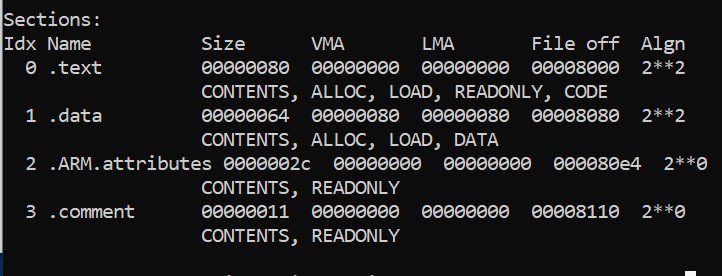 Sections:
Idx Name          Size      VMA       LMA       File off  Algn
  0 .text         00000080  00000000  00000000  00008000  2**2
                  CONTENTS, ALLOC, LOAD, READONLY, CODE
  1 .data         00000064  00000080  00000080  00008080  2**2
                  CONTENTS, ALLOC, LOAD, DATA
  2 .ARM.attributes 0000002c  00000000  00000000  000080e4  2**0
                  CONTENTS, READONLY
  3 .comment      00000011  00000000  00000000  00008110  2**0
                  CONTENTS, READONLY